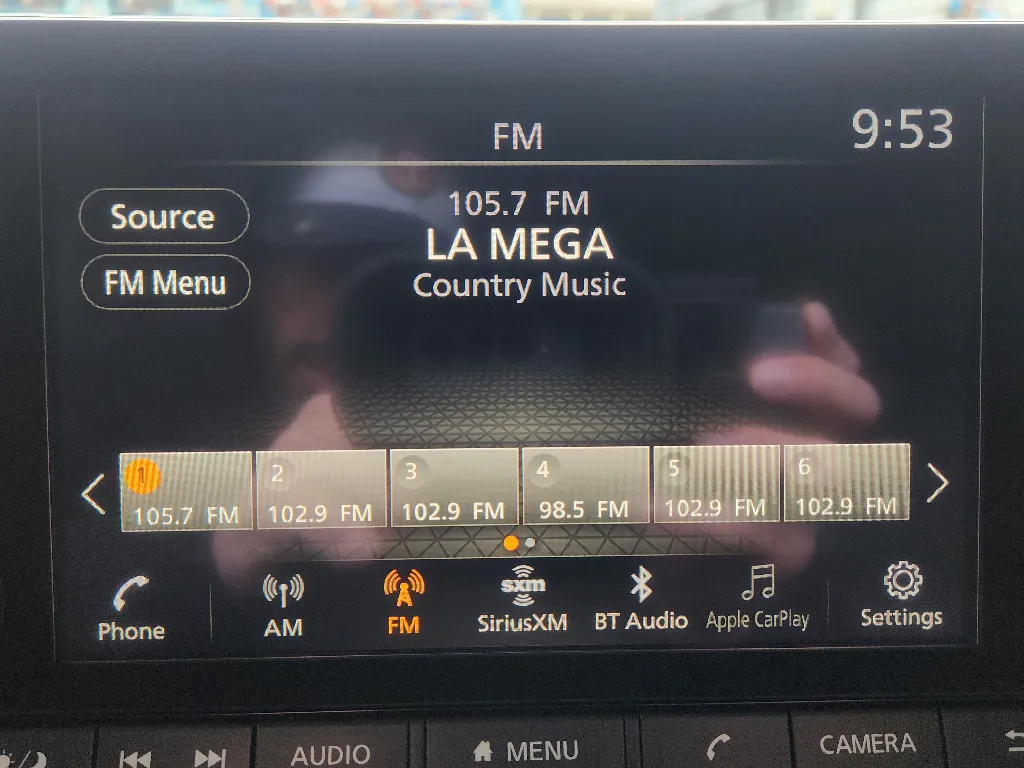 FM
9:53
Source
FM Menu
105.7 FM
LA MEGA
Country Music
1
105.7 FM
2
102.9 FM
3
102.9 FM
4
98.5 FM
5
102.9 FM
6
102.9 FM
Phone
AM
FM
sxm
SiriusXM
BT Audio
Apple CarPlay
Settings
AUDIO
MENU
CAMERA